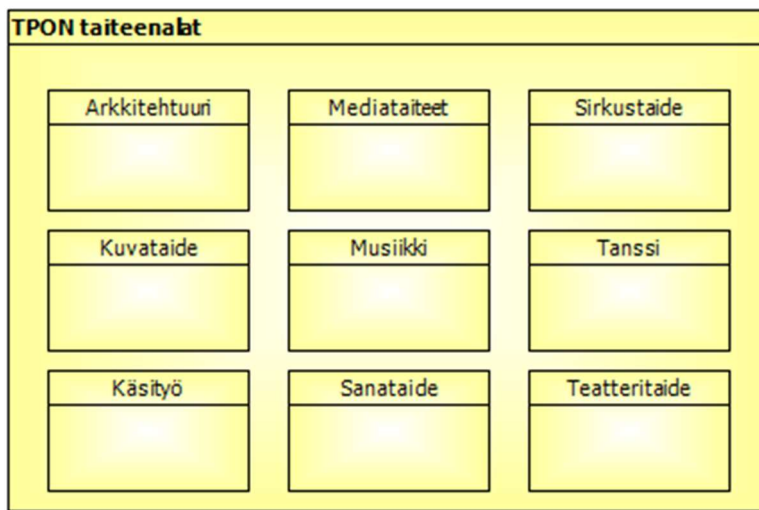 TPON taiteenalat
Arkkitehtuuri
Mediataiteet
Sirkustaide
Kuvataide
Musiikki
Tanssi
Käsityö
Sanataide
Teatteritaide